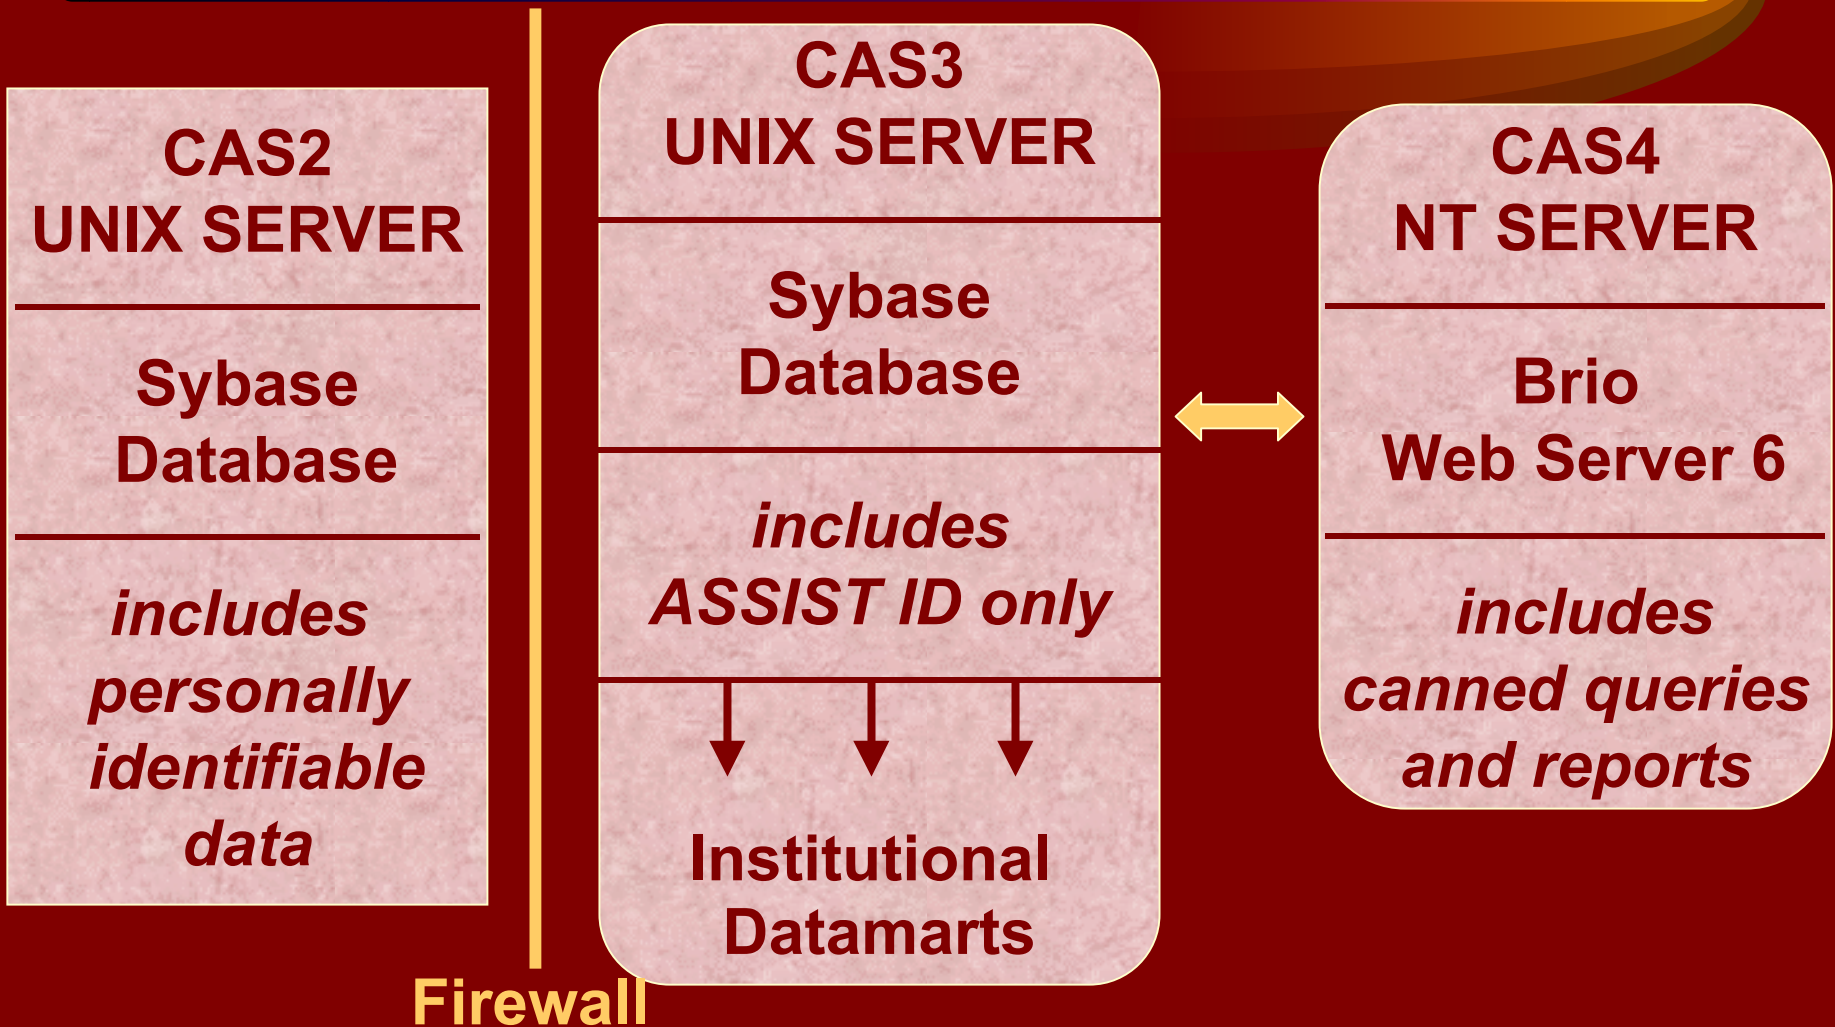 CAS2
UNIX SERVER
Sybase
Database
includes
personally
identifiable
data
Firewall
CAS3
UNIX SERVER
Sybase
Database
includes
ASSIST ID only
Institutional
Datamarts
CAS4
NT SERVER
Brio
Web Server 6
includes
canned queries
and reports